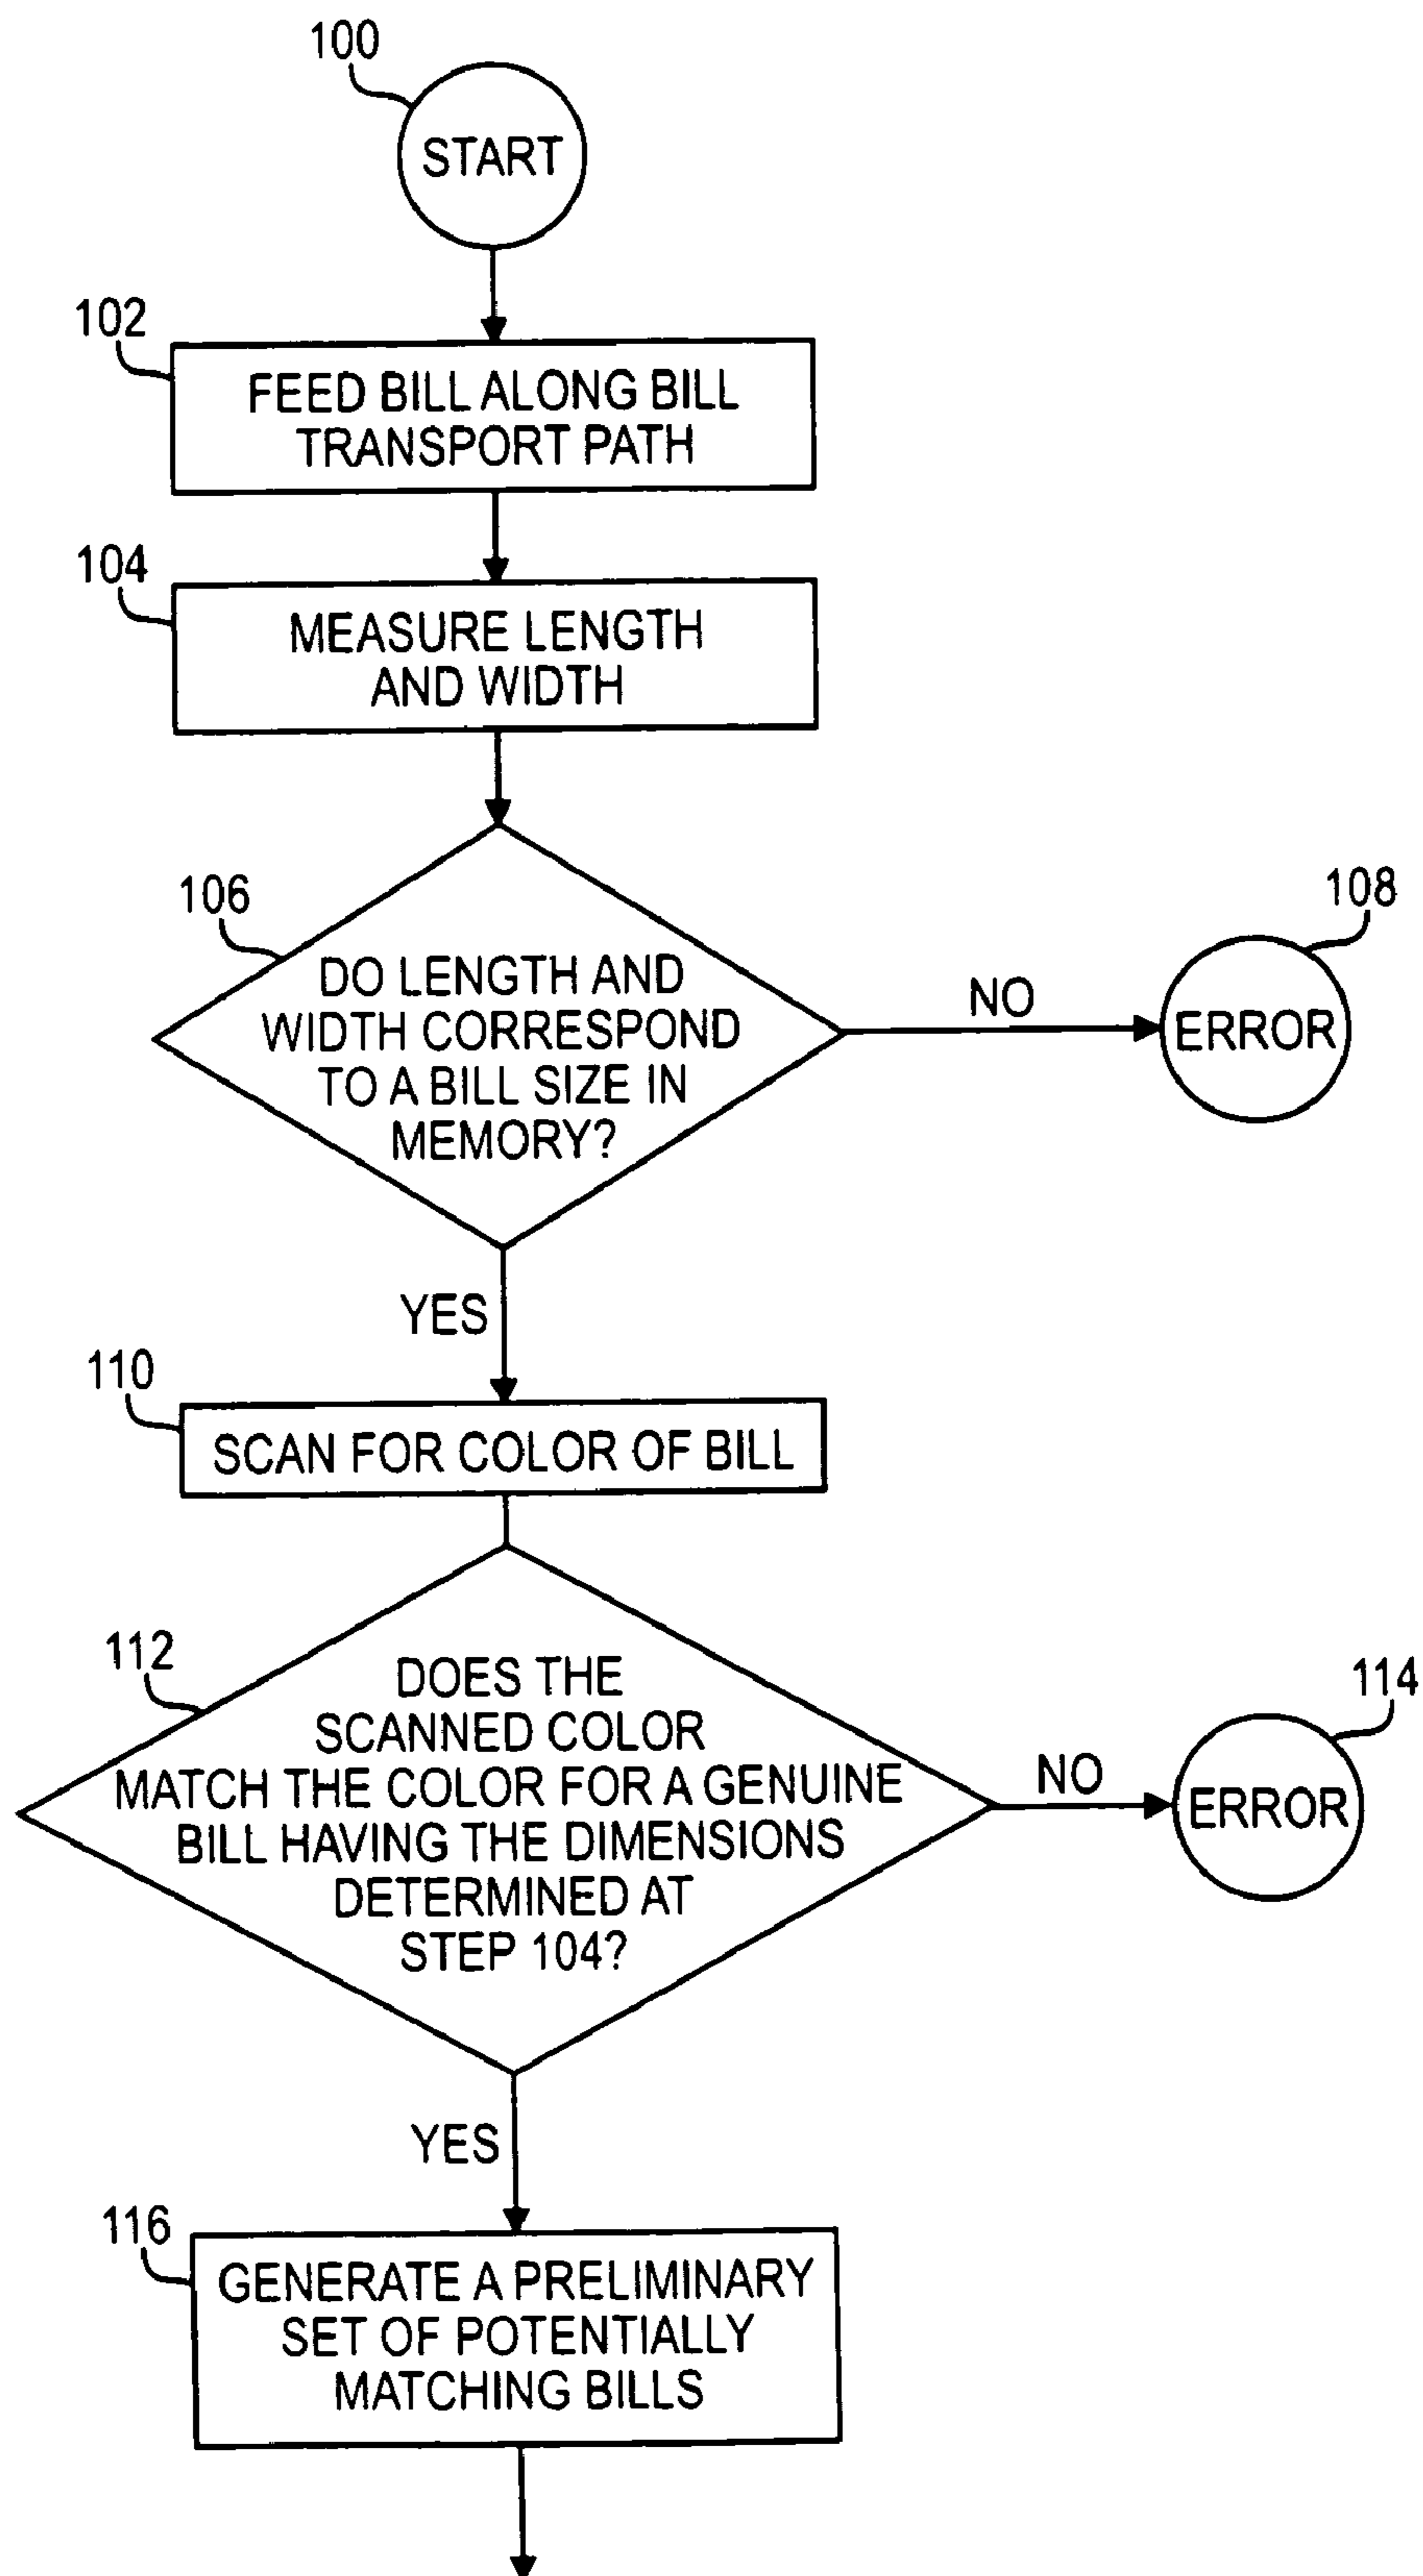 100
START
102
FEED BILL ALONG BILL
TRANSPORT PATH
104
MEASURE LENGTH
AND WIDTH
106
DO LENGTH AND
WIDTH CORRESPOND
TO A BILL SIZE IN
MEMORY?
NO
108
ERROR
YES
110
SCAN FOR COLOR OF BILL
112
DOES THE
SCANNED COLOR
MATCH THE COLOR FOR A GENUINE
BILL HAVING THE DIMENSIONS
DETERMINED AT
STEP 104?
NO
114
ERROR
YES
116
GENERATE A PRELIMINARY
SET OF POTENTIALLY
MATCHING BILLS